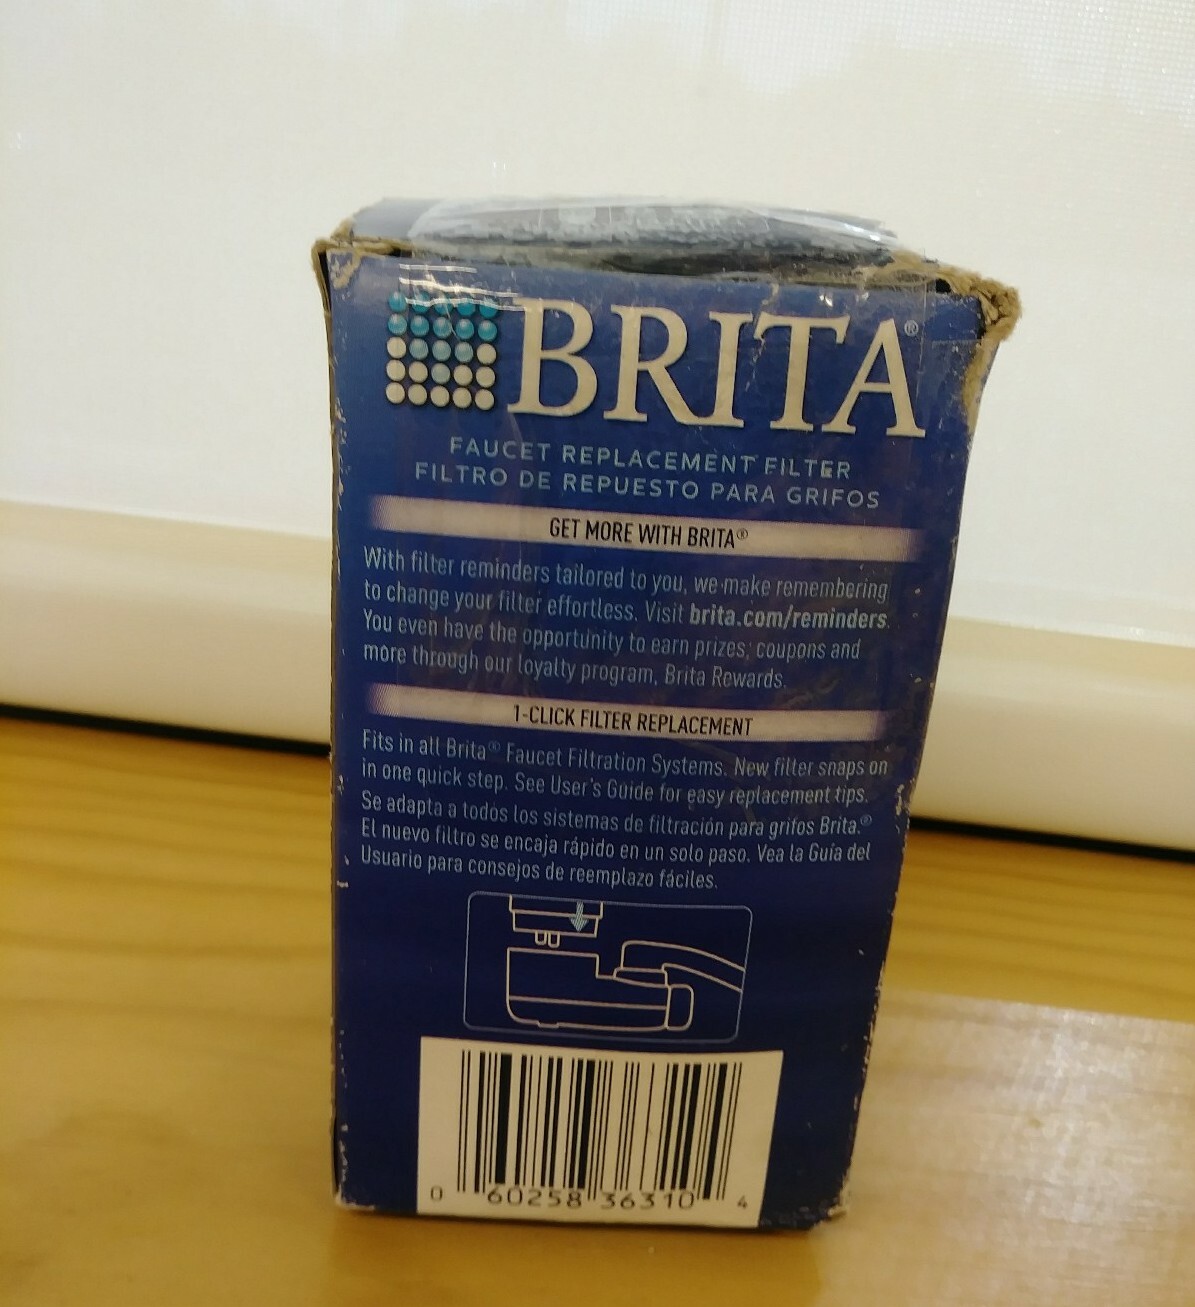 BRITA®
FAUCET REPLACEMENT FILTER
FILTRO DE REPUESTO PARA GRIFOS
GET MORE WITH BRITA®
With filter reminders tailored to you, we make remembering
to change your filter effortless. Visit brita.com/reminders.
You even have the opportunity to earn prizes, coupons and
more through our loyalty program, Brita Rewards.
1-CLICK FILTER REPLACEMENT
Fits in all Brita® Faucet Filtration Systems. New filter snaps on
in one quick step. See User's Guide for easy replacement tips.
Se adapta a todos los sistemas de filtración para grifos Brita.®
El nuevo filtro se encaja rápido en un solo paso. Vea la Guía del
Usuario para consejos de reemplazo fáciles.
0 60258 36310 4